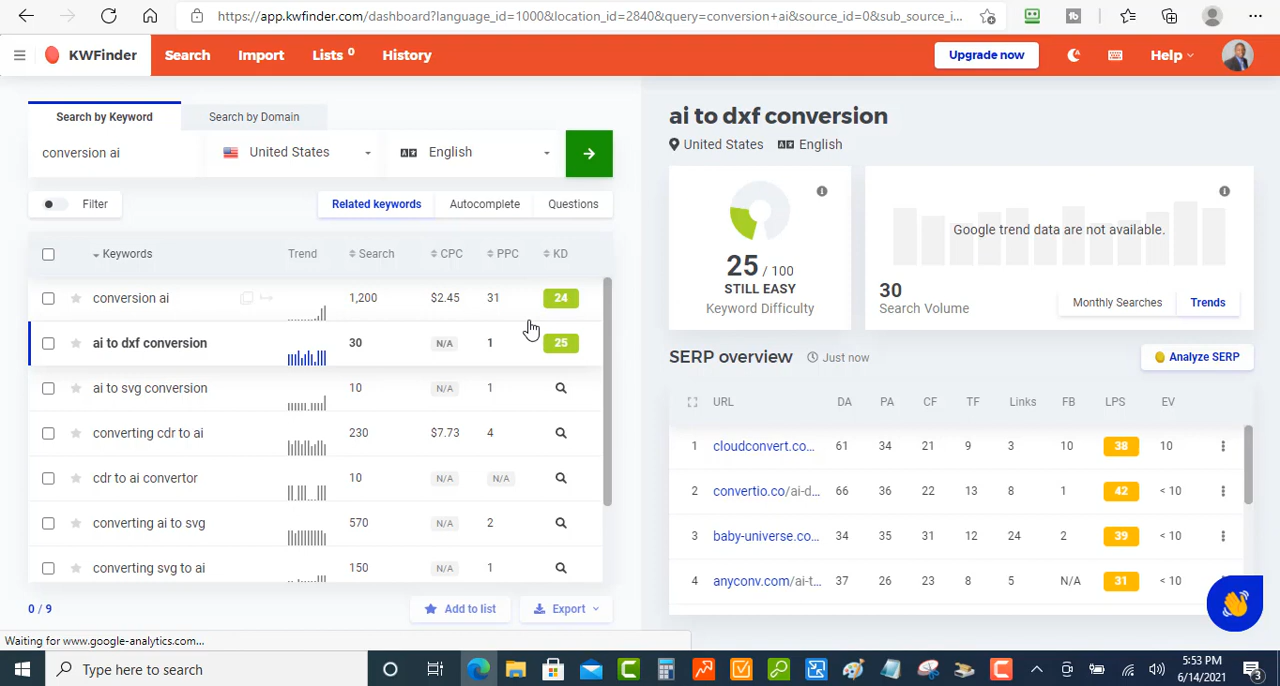 https://app.kwfinder.com/dashboard?language_id=1000&location_id=2840&query=conversion+ai&source_id=0&sub_source_i...
KWFinder
Search
Import
Lists 0
History
Upgrade now
Help
Search by Keyword
Search by Domain
conversion ai
United States
English
Filter
Related keywords
Autocomplete
Questions
Keywords Trend Search CPC PPC KD
conversion ai 1,200 $2.45 31 24
ai to dxf conversion 30 N/A 1 25
ai to svg conversion 10 N/A 1
converting cdr to ai 230 $7.73 4
cdr to ai convertor 10 N/A N/A
converting ai to svg 570 N/A 2
converting svg to ai 150 N/A 1
0 / 9
Add to list
Export
Waiting for www.google-analytics.com...
ai to dxf conversion
United States English
25 / 100
STILL EASY
Keyword Difficulty
Google trend data are not available.
30
Search Volume
Monthly Searches
Trends
SERP overview Just now
Analyze SERP
URL DA PA CF TF Links FB LPS EV
1 cloudconvert.co... 61 34 21 9 3 10 38 10
2 convertio.co/ai-d... 66 36 22 13 8 1 42 < 10
3 baby-universe.co... 34 35 31 12 24 2 39 < 10
4 anyconv.com/ai-t... 37 26 23 8 5 N/A 31 < 10
Type here to search
5:53 PM
6/14/2021
3